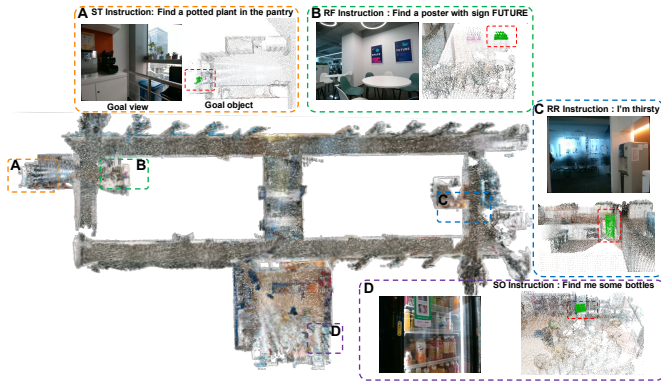 A ST Instruction: Find a potted plant in the pantry
Goal view
Goal object
B RF Instruction : Find a poster with sign FUTURE
FUTURE
C RR Instruction : I'm thirsty
A
B
C
D
D SO Instruction : Find me some bottles